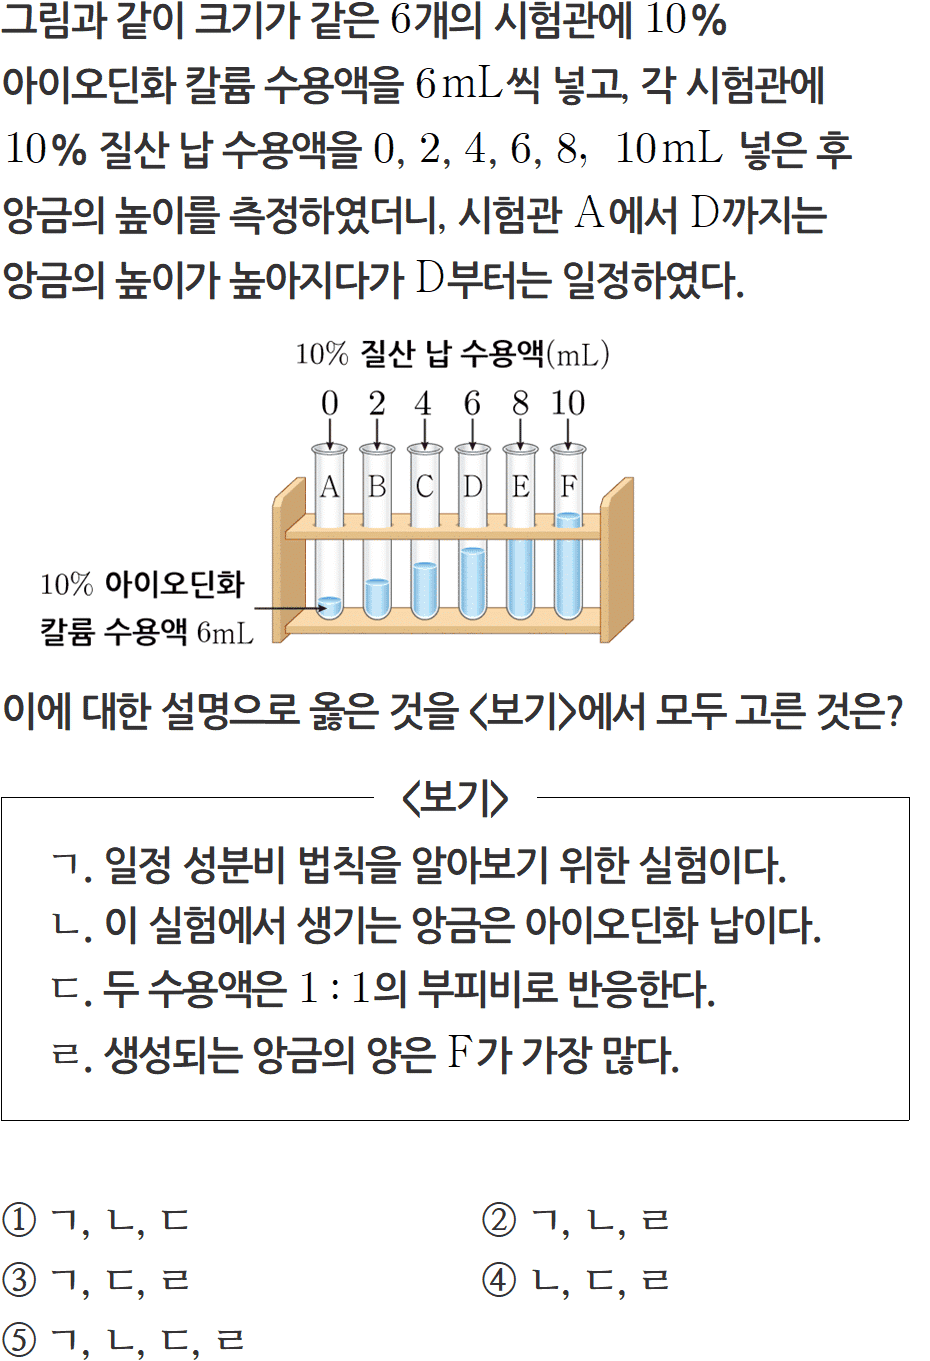 그림과 같이 크기가 같은 6개의 시험관에 10%
아이오딘화 칼륨 수용액을 6mL씩 넣고, 각 시험관에
10% 질산 납 수용액을 0, 2, 4, 6, 8, 10mL 넣은 후
앙금의 높이를 측정하였더니, 시험관 A에서 D까지는
앙금의 높이가 높아지다가 D부터는 일정하였다.
10% 질산 납 수용액(mL)
0 2 4 6 8 10
A B C D E F
10% 아이오딘화
칼륨 수용액 6mL
이에 대한 설명으로 옳은 것을 <보기>에서 모두 고른 것은?
<보기>
ㄱ. 일정 성분비 법칙을 알아보기 위한 실험이다.
ㄴ. 이 실험에서 생기는 앙금은 아이오딘화 납이다.
ㄷ. 두 수용액은 1 : 1의 부피비로 반응한다.
ㄹ. 생성되는 앙금의 양은 F가 가장 많다.
① ㄱ, ㄴ, ㄷ ② ㄱ, ㄴ, ㄹ
③ ㄱ, ㄷ, ㄹ ④ ㄴ, ㄷ, ㄹ
⑤ ㄱ, ㄴ, ㄷ, ㄹ